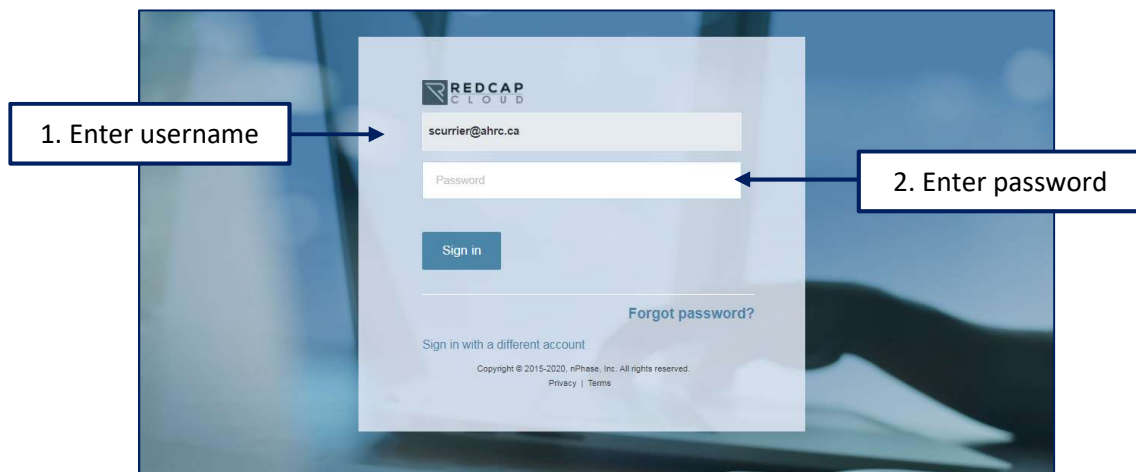 REDCAP
CLOUD
1. Enter username
scurrier@ahrc.ca
Password
2. Enter password
Sign in
Forgot password?
Sign in with a different account
Copyright © 2015-2020, nPhase, Inc. All rights reserved.
Privacy | Terms